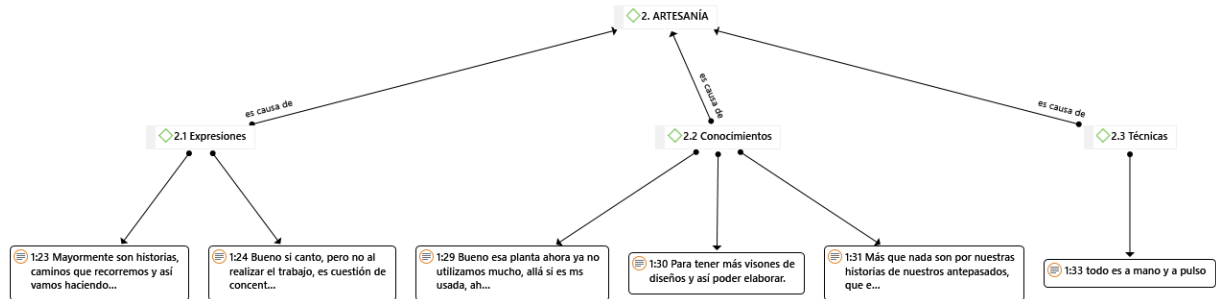 2. ARTESANÍA
es causa de
es causa de
es causa de
2.1 Expresiones
2.2 Conocimientos
2.3 Técnicas
1:23 Mayormente son historias,
caminos que recorremos y así
vamos haciendo...
1:24 Bueno si canto, pero no al
realizar el trabajo, es cuestión de
concent...
1:29 Bueno esa planta ahora ya no
utilizamos mucho, allá si es ms
usada, ah...
1:30 Para tener más visones de
diseños y así poder elaborar.
1:31 Más que nada son por nuestras
historias de nuestros antepasados,
que e...
1:33 todo es a mano y a pulso